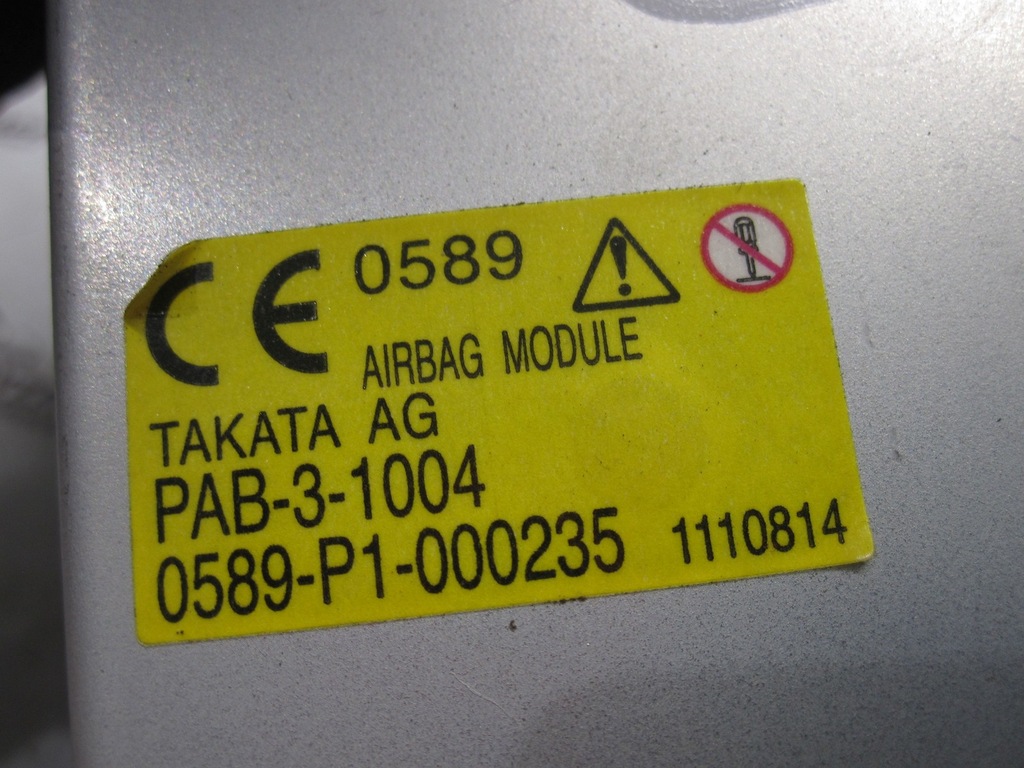 CE 0589
AIRBAG MODULE
TAKATA AG
PAB-3-1004
0589-P1-000235 1110814